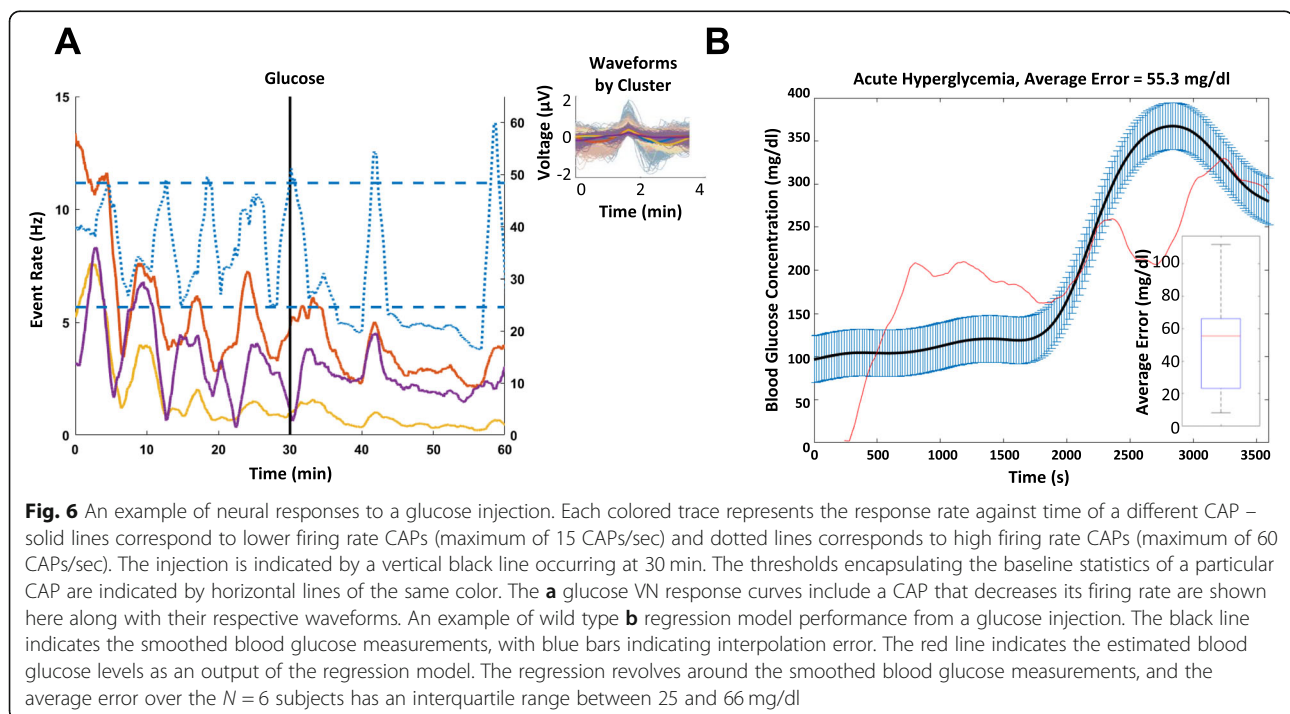 A
B
Glucose
15
10
5
0
Event Rate (Hz)
60
50
40
30
20
10
0
0 10 20 30 40 50 60
Time (min)
Waveforms
by Cluster
Voltage (µV)
2
0
-2
0 2 4
Time (min)
Acute Hyperglycemia, Average Error = 55.3 mg/dl
Blood Glucose Concentration (mg/dl)
400
350
300
250
200
150
100
50
0
0 500 1000 1500 2000 2500 3000 3500
Time (s)
Average Error (mg/dl)
100
80
60
40
20
0
Fig. 6 An example of neural responses to a glucose injection. Each colored trace represents the response rate against time of a different CAP –
solid lines correspond to lower firing rate CAPs (maximum of 15 CAPs/sec) and dotted lines corresponds to high firing rate CAPs (maximum of 60
CAPs/sec). The injection is indicated by a vertical black line occurring at 30 min. The thresholds encapsulating the baseline statistics of a particular
CAP are indicated by horizontal lines of the same color. The a glucose VN response curves include a CAP that decreases its firing rate are shown
here along with their respective waveforms. An example of wild type b regression model performance from a glucose injection. The black line
indicates the smoothed blood glucose measurements, with blue bars indicating interpolation error. The red line indicates the estimated blood
glucose levels as an output of the regression model. The regression revolves around the smoothed blood glucose measurements, and the
average error over the N = 6 subjects has an interquartile range between 25 and 66 mg/dl